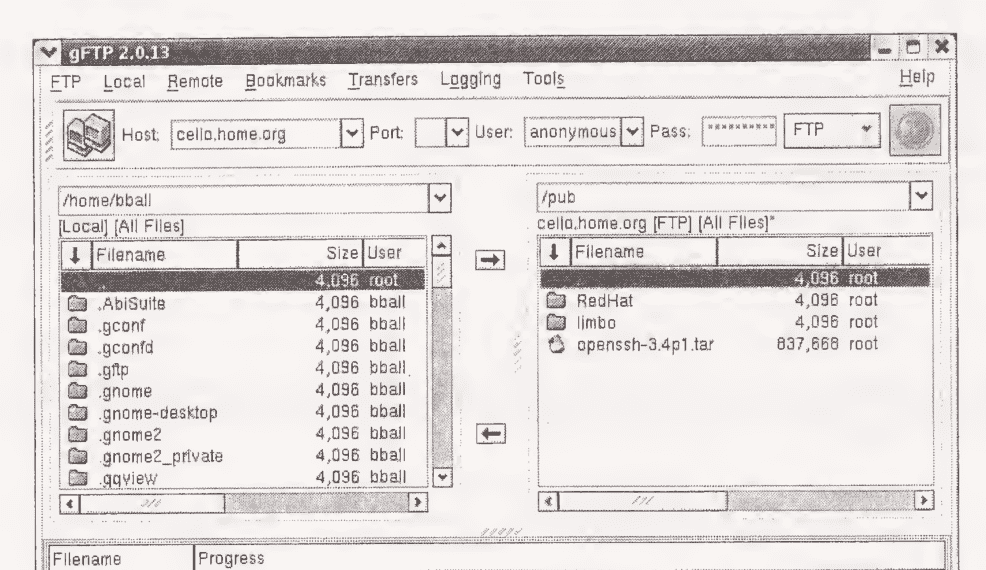 gFTP 2.0.13
FTP Local Remote Bookmarks Transfers Logging Tools Help
Host: cello.home.org Port: User: anonymous Pass: ********** FTP
/home/bball
[Local] [All Files]
Filename Size User
4,096 root
.AbiSuite 4,096 bball
.gconf 4,096 bball
.gconfd 4,096 bball
.gftp 4,096 bball
.gnome 4,096 bball
.gnome-desktop 4,096 bball
.gnome2 4,096 bball
.gnome2_private 4,096 bball
.gqview 4,096 bball
/pub
cello.home.org [FTP] [All Files]*
Filename Size User
4,096 root
RedHat 4,096 root
limbo 4,096 root
openssh-3.4p1.tar 837,668 root
Filename Progress